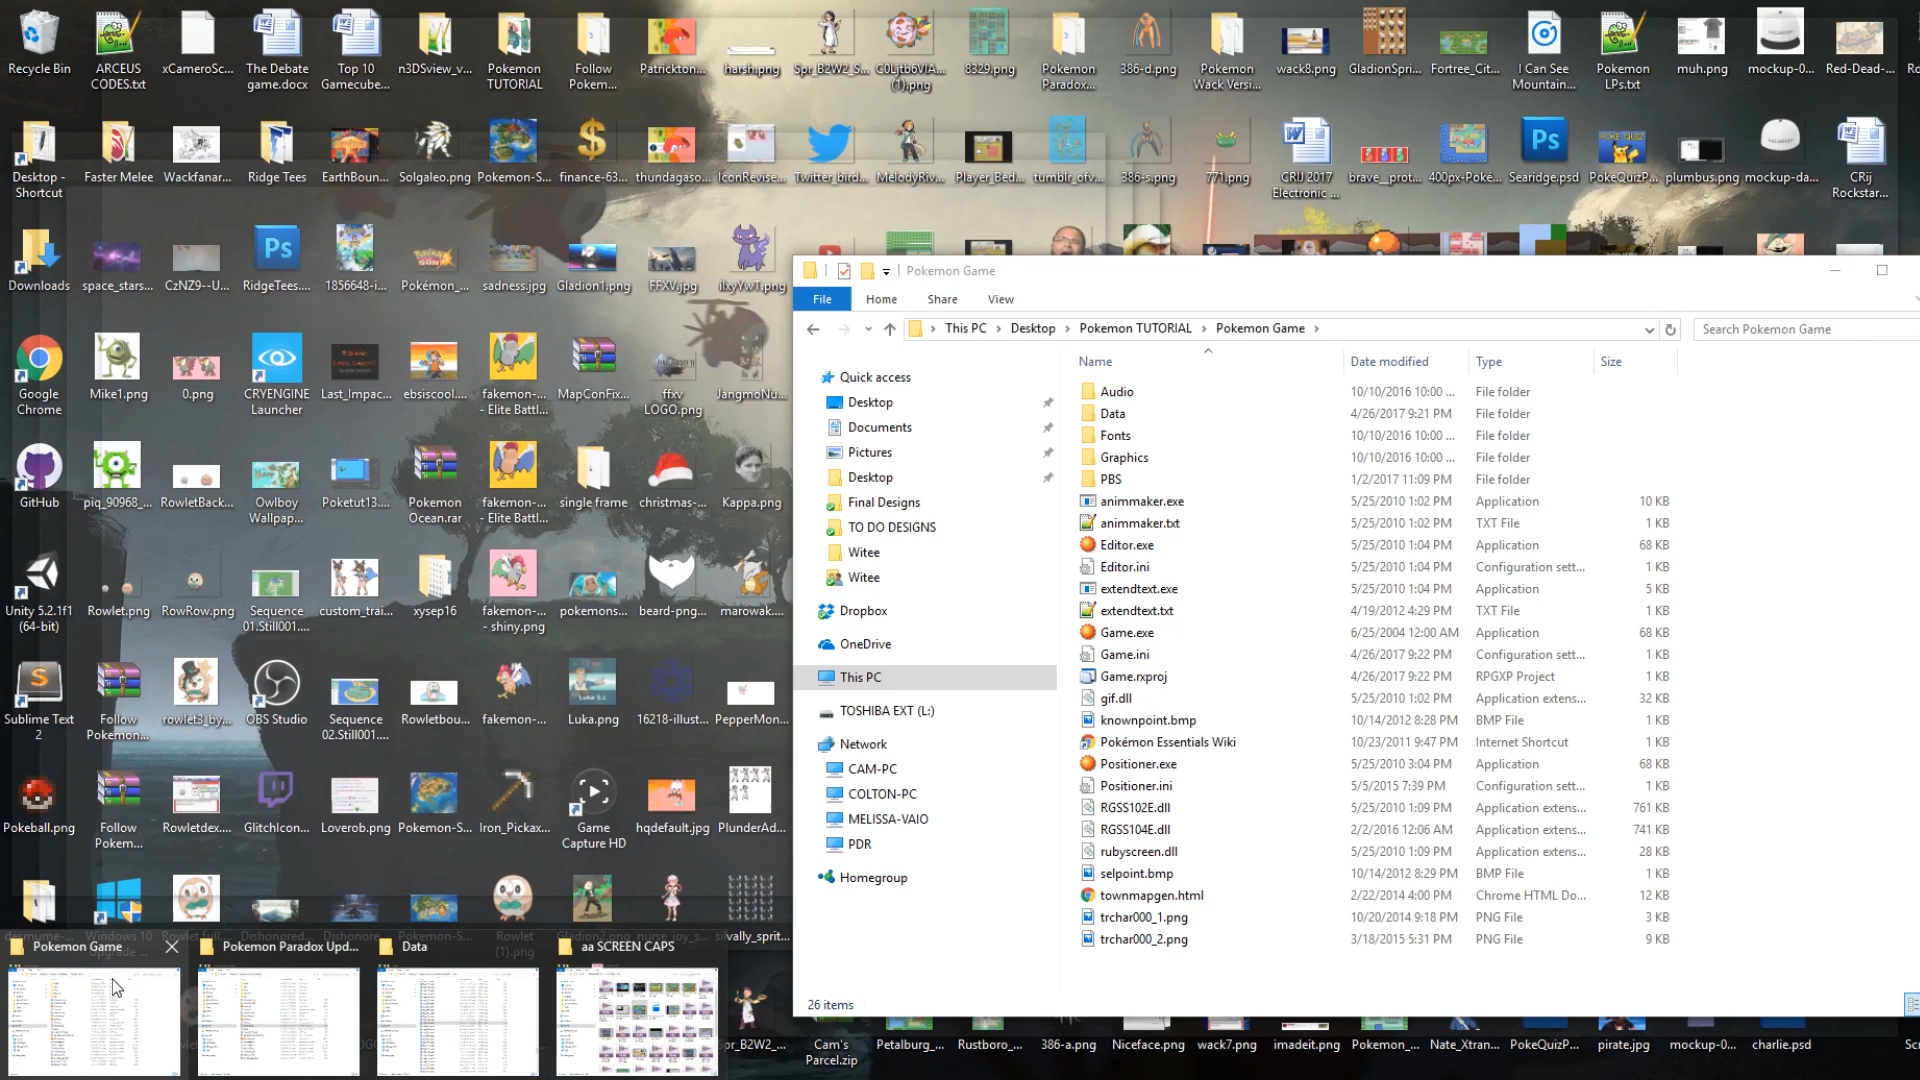 Recycle Bin
ARCEUS CODES.txt
xCameroSc...
The Debate game.docx
Top 10 Gamecube...
n3DSview_v...
Pokemon TUTORIAL
Follow Pokem...
Patrickton...
harsh.png
Spr_B2W2_S...
8329.png
Pokemon Paradox...
386-d.png
Pokemon Wack Versi...
wack8.png
GladionSpri...
Fortree_Cit...
I Can See Mountain...
Pokemon LPs.txt
muh.png
mockup-0...
Red-Dead-...
Desktop - Shortcut
Faster Melee
Wackfanar...
Ridge Tees
EarthBoun...
Solgaleo.png
Pokemon-S...
finance-63...
thundagaso...
IconRevise...
Twitter_bird...
MelodyRiv...
Player_Bed...
tumblr_ofv...
386-s.png
771.png
CRIJ 2017 Electronic ...
brave__prot...
400px-Poké...
Searidge.psd
PokeQuizP...
plumbus.png
mockup-da...
CRij Rockstar...
Downloads
space_stars...
CzNZ9--U...
RidgeTees....
1856648-i...
Pokémon_...
sadness.jpg
Gladion1.png
FFXV.jpg
Google Chrome
Mike1.png
0.png
CRYENGINE Launcher
Last_Impac...
ebsiscool....
fakemon-... - Elite Battl...
MapConFix...
ffxv LOGO.png
JangmoNu...
GitHub
piq_90968_...
RowletBack...
Owlboy Wallpap...
Poketut13....
Pokemon Ocean.rar
fakemon-... - Elite Battl...
single frame
christmas-...
Kappa.png
Unity 5.2.1f1 (64-bit)
Rowlet.png
RowRow.png
Sequence 01.Still001....
custom_trai...
xysep16
fakemon-... - shiny.png
pokemons...
beard-png...
marowak....
Sublime Text 2
Follow Pokemon...
rowlet3_by...
OBS Studio
Sequence 02.Still001....
Rowletbou...
fakemon-...
Luka.png
16218-illust...
PepperMon...
Pokeball.png
Follow Pokem...
Rowletdex....
GlitchIcon...
Loverob.png
Pokemon-S...
Iron_Pickax...
Game Capture HD
hqdefault.jpg
PlunderAd...
Pokemon Game
File
Home
Share
View
This PC
Desktop
Pokemon TUTORIAL
Pokemon Game
Search Pokemon Game
Quick access
Desktop
Documents
Pictures
Desktop
Final Designs
TO DO DESIGNS
Witee
Witee
Dropbox
OneDrive
This PC
TOSHIBA EXT (L:)
Network
CAM-PC
COLTON-PC
MELISSA-VAIO
PDR
Homegroup
Name Date modified Type Size
Audio 10/10/2016 10:00 ... File folder
Data 4/26/2017 9:21 PM File folder
Fonts 10/10/2016 10:00 ... File folder
Graphics 10/10/2016 10:00 ... File folder
PBS 1/2/2017 11:09 PM File folder
animmaker.exe 5/25/2010 1:02 PM Application 10 KB
animmaker.txt 5/25/2010 1:02 PM TXT File 1 KB
Editor.exe 5/25/2010 1:04 PM Application 68 KB
Editor.ini 5/25/2010 1:04 PM Configuration sett... 1 KB
extendtext.exe 5/25/2010 1:04 PM Application 5 KB
extendtext.txt 4/19/2012 4:29 PM TXT File 1 KB
Game.exe 6/25/2004 12:00 AM Application 68 KB
Game.ini 4/26/2017 9:22 PM Configuration sett... 1 KB
Game.rxproj 4/26/2017 9:22 PM RPGXP Project 1 KB
gif.dll 5/25/2010 1:02 PM Application extens... 32 KB
knownpoint.bmp 10/14/2012 8:28 PM BMP File 1 KB
Pokémon Essentials Wiki 10/23/2011 9:47 PM Internet Shortcut 1 KB
Positioner.exe 5/25/2010 3:04 PM Application 68 KB
Positioner.ini 5/5/2015 7:39 PM Configuration sett... 1 KB
RGSS102E.dll 5/25/2010 1:09 PM Application extens... 761 KB
RGSS104E.dll 2/2/2016 12:06 AM Application extens... 741 KB
rubyscreen.dll 5/25/2010 1:09 PM Application extens... 28 KB
selpoint.bmp 10/14/2012 8:29 PM BMP File 1 KB
townmapgen.html 2/22/2014 4:00 PM Chrome HTML Do... 12 KB
trchar000_1.png 10/20/2014 9:18 PM PNG File 3 KB
trchar000_2.png 3/18/2015 5:31 PM PNG File 9 KB
26 items
Pokemon Game
Pokemon Paradox Upd...
Data
aa SCREEN CAPS
Spr_B2W2_...
Cam's Parcel.zip
Petalburg_...
Rustboro_...
386-a.png
Niceface.png
wack7.png
imadeit.png
Pokemon_...
Nate_Xtran...
PokeQuizP...
pirate.jpg
mockup-0...
charlie.psd